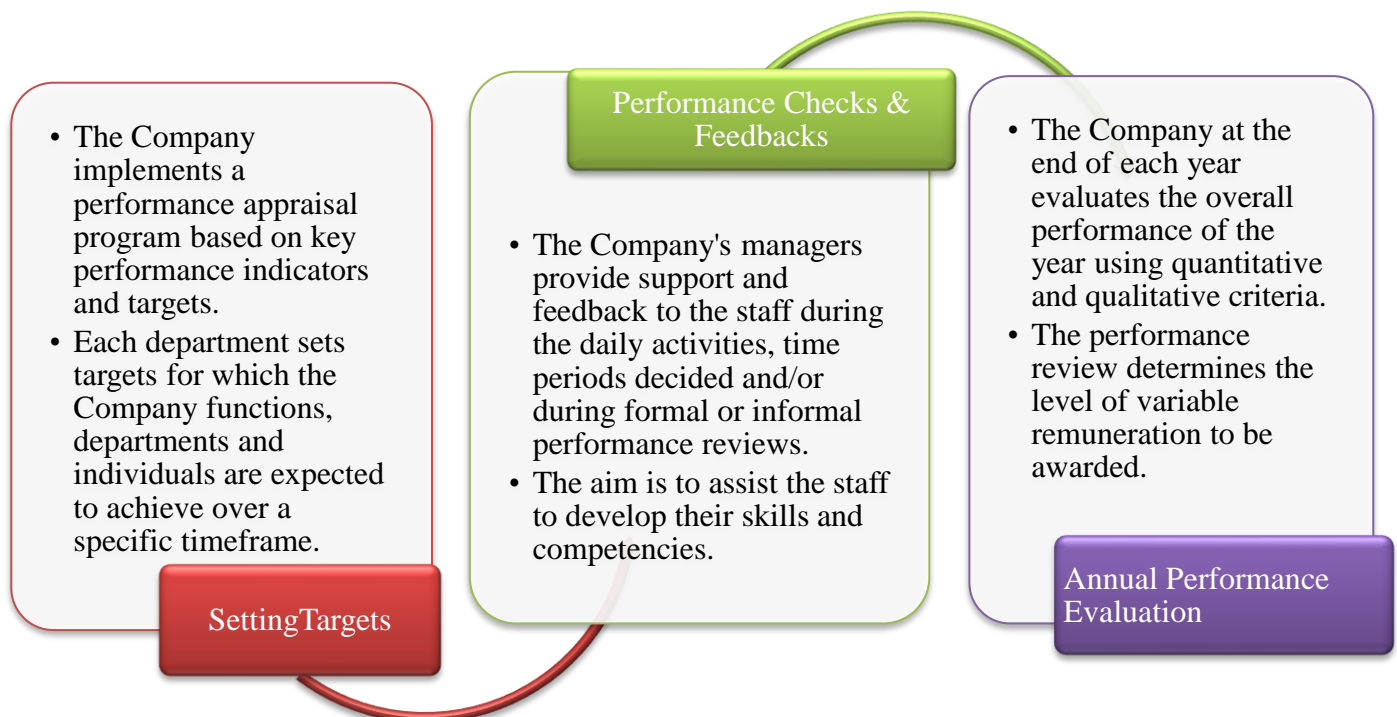 • The Company
implements a
performance appraisal
program based on key
performance indicators
and targets.
• Each department sets
targets for which the
Company functions,
departments and
individuals are expected
to achieve over a
specific timeframe.
SettingTargets
Performance Checks &
Feedbacks
• The Company's managers
provide support and
feedback to the staff during
the daily activities, time
periods decided and/or
during formal or informal
performance reviews.
• The aim is to assist the staff
to develop their skills and
competencies.
• The Company at the
end of each year
evaluates the overall
performance of the
year using quantitative
and qualitative criteria.
• The performance
review determines the
level of variable
remuneration to be
awarded.
Annual Performance
Evaluation